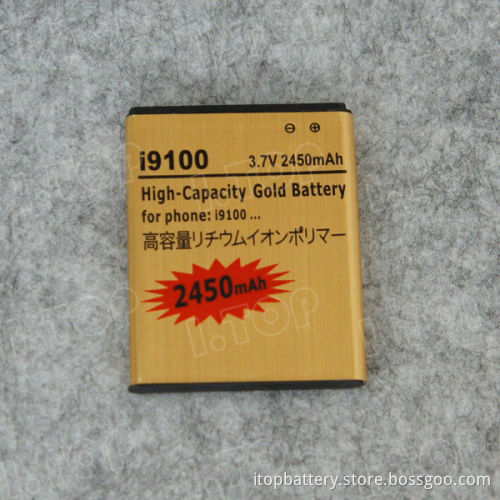 ⊖ ⊕
i9100 3.7V 2450mAh
High-Capacity Gold Battery
for phone: i9100 ...
高容量リチウムイオンポリマー
2450mAh
I.TOP
itopbattery.store.bossgoo.com